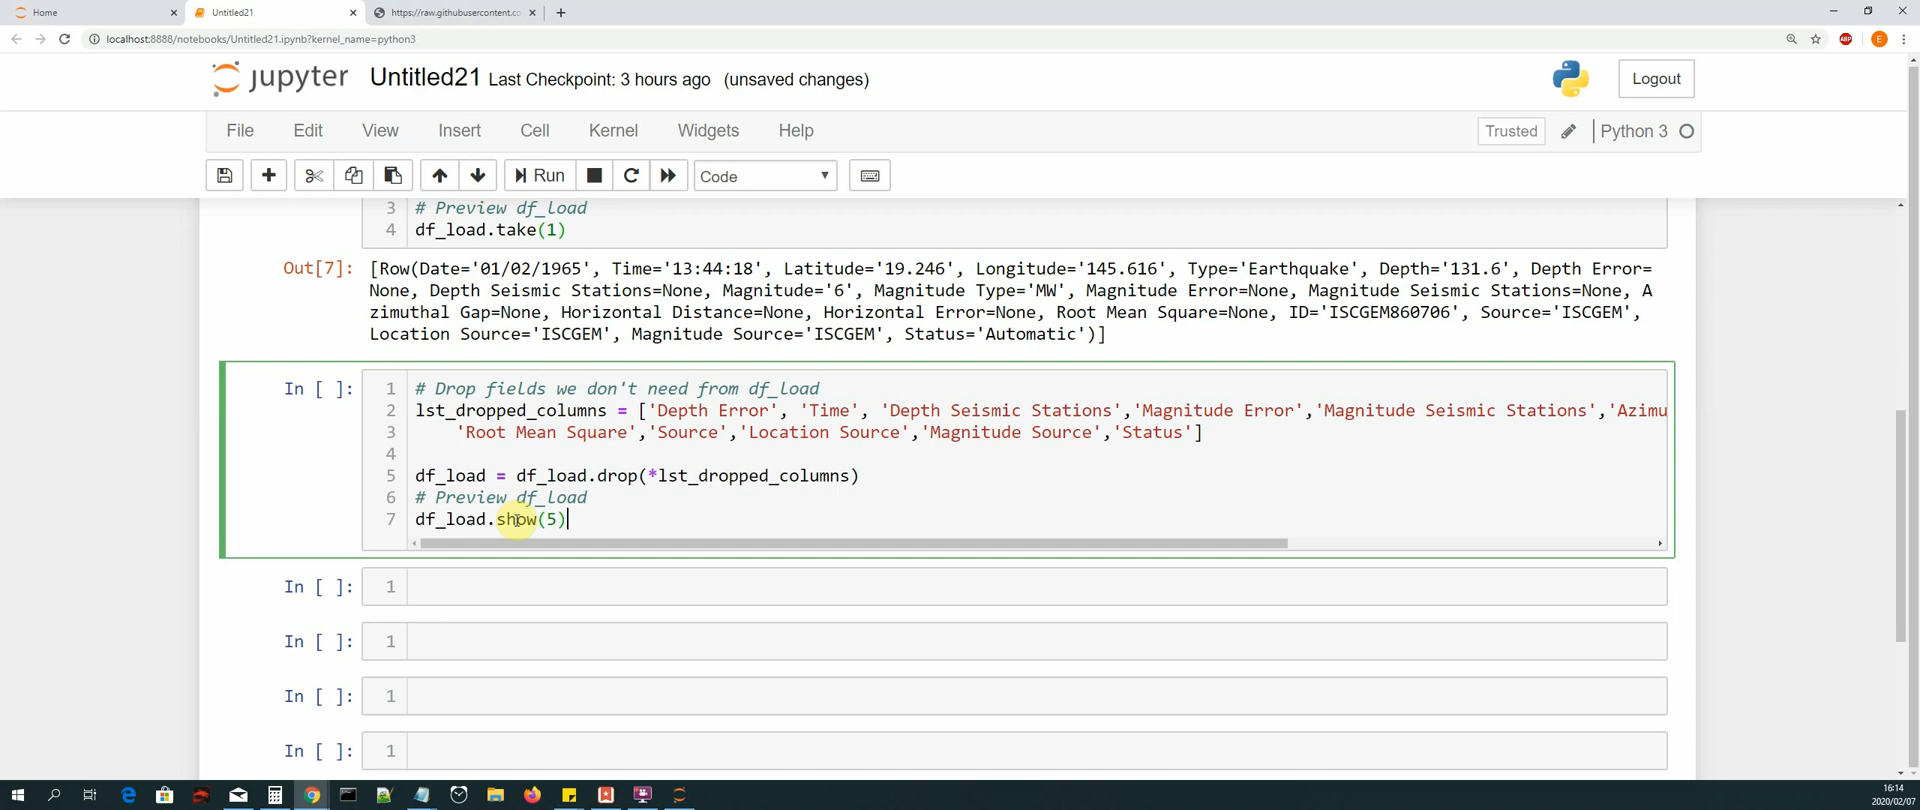 Home
Untitled21
https://raw.githubusercontent.co
localhost:8888/notebooks/Untitled21.ipynb?kernel_name=python3
ABP
E
jupyter Untitled21 Last Checkpoint: 3 hours ago (unsaved changes)
Logout
File Edit View Insert Cell Kernel Widgets Help
Trusted Python 3
Run Code
3 # Preview df_load
4 df_load.take(1)
Out[7]: [Row(Date='01/02/1965', Time='13:44:18', Latitude='19.246', Longitude='145.616', Type='Earthquake', Depth='131.6', Depth Error=
None, Depth Seismic Stations=None, Magnitude='6', Magnitude Type='MW', Magnitude Error=None, Magnitude Seismic Stations=None, A
zimuthal Gap=None, Horizontal Distance=None, Horizontal Error=None, Root Mean Square=None, ID='ISCGEM860706', Source='ISCGEM',
Location Source='ISCGEM', Magnitude Source='ISCGEM', Status='Automatic')]
In [ ]: 1 # Drop fields we don't need from df_load
2 lst_dropped_columns = ['Depth Error', 'Time', 'Depth Seismic Stations','Magnitude Error','Magnitude Seismic Stations','Azimu
3 'Root Mean Square','Source','Location Source','Magnitude Source','Status']
4
5 df_load = df_load.drop(*lst_dropped_columns)
6 # Preview df_load
7 df_load.show(5)
In [ ]: 1
In [ ]: 1
In [ ]: 1
In [ ]: 1
16:14
2020/02/07